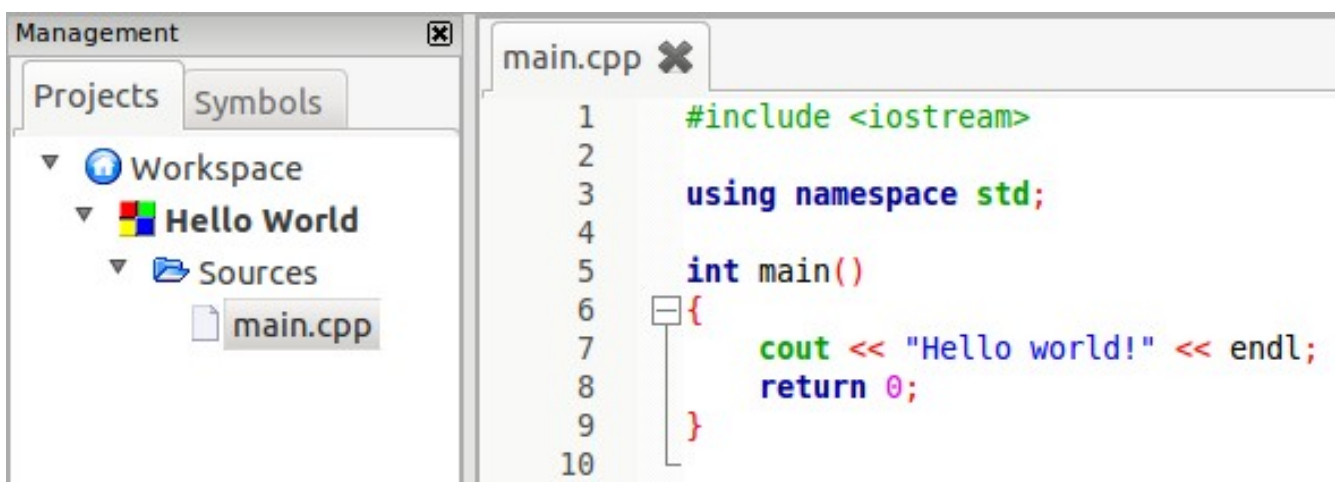 Management
Projects Symbols
Workspace
Hello World
Sources
main.cpp
main.cpp
1 #include <iostream>
2
3 using namespace std;
4
5 int main()
6 {
7     cout << "Hello world!" << endl;
8     return 0;
9 }
10